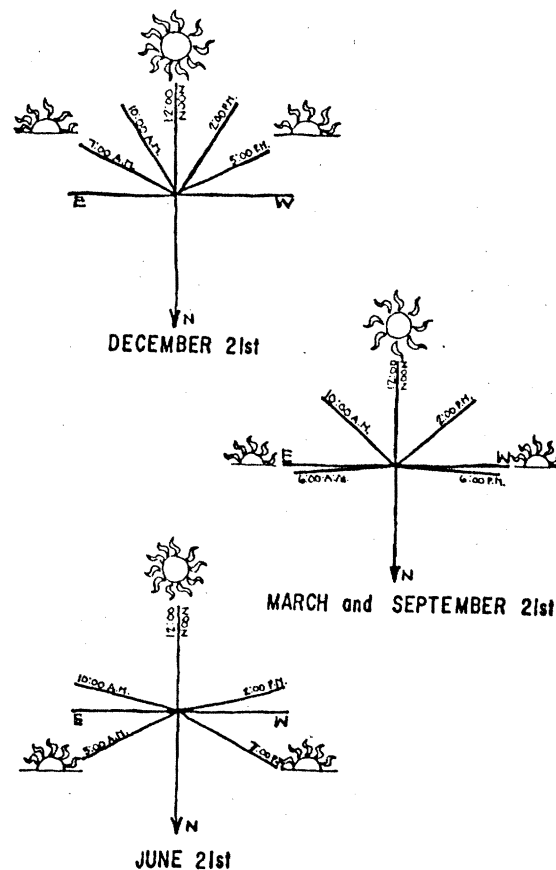 7:00 A.M.
10:00 A.M.
12:00 NOON
2:00 P.M.
5:00 P.M.
E
W
N
DECEMBER 21st
10:00 A.M.
12:00 NOON
2:00 P.M.
E
W
6:00 A.M.
6:00 P.M.
N
MARCH and SEPTEMBER 21st
12:00 NOON
10:00 A.M.
2:00 P.M.
E
W
5:00 A.M.
7:00 P.M.
N
JUNE 21st